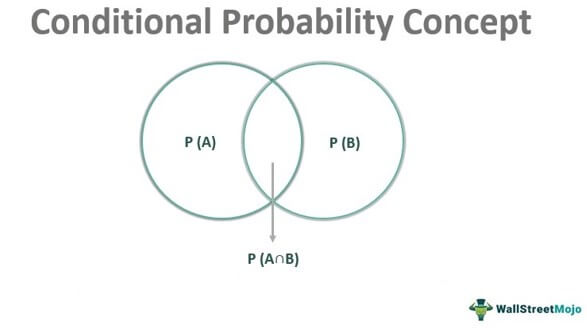 Conditional Probability Concept
P (A)
P (B)
P (A∩B)
WallStreetMojo